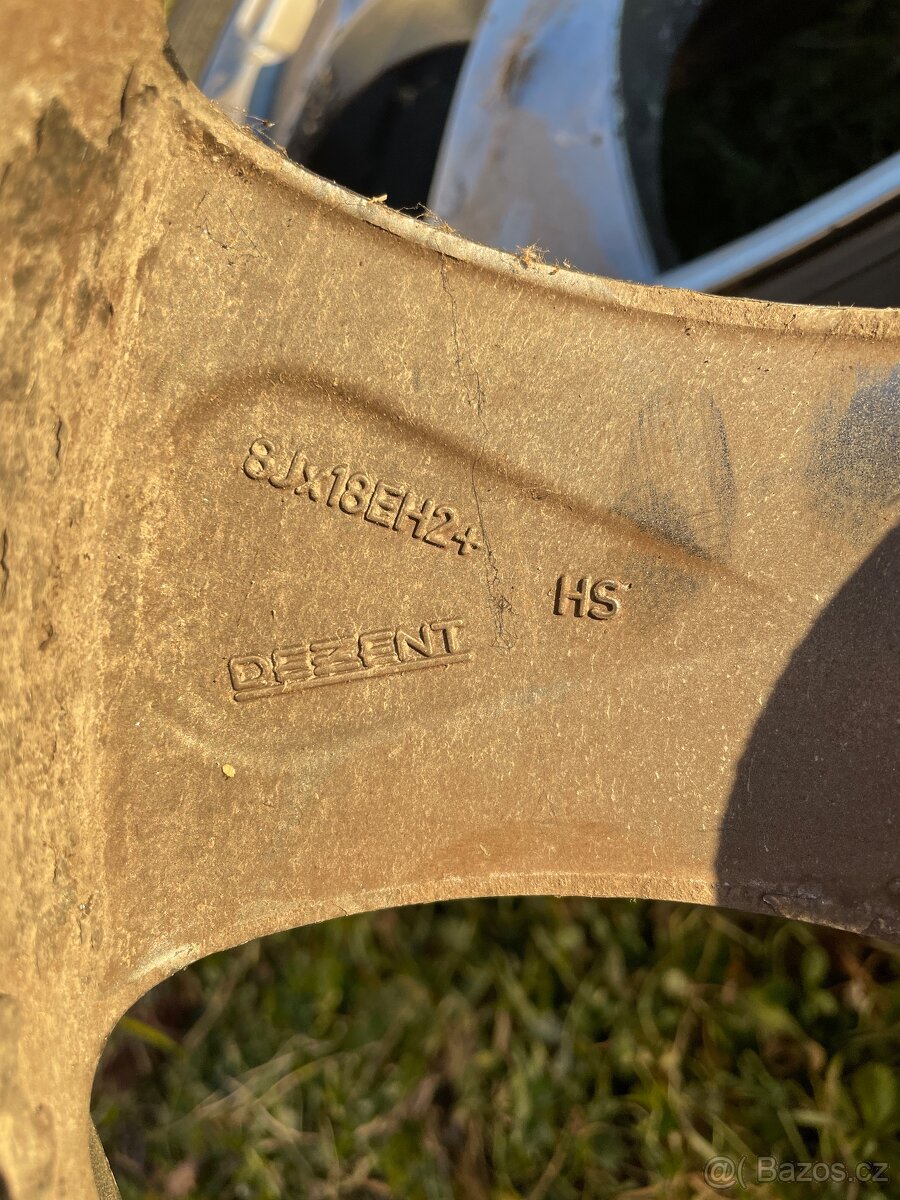 8Jx18EH2+
HS
DEZENT
@( Bazos.cz